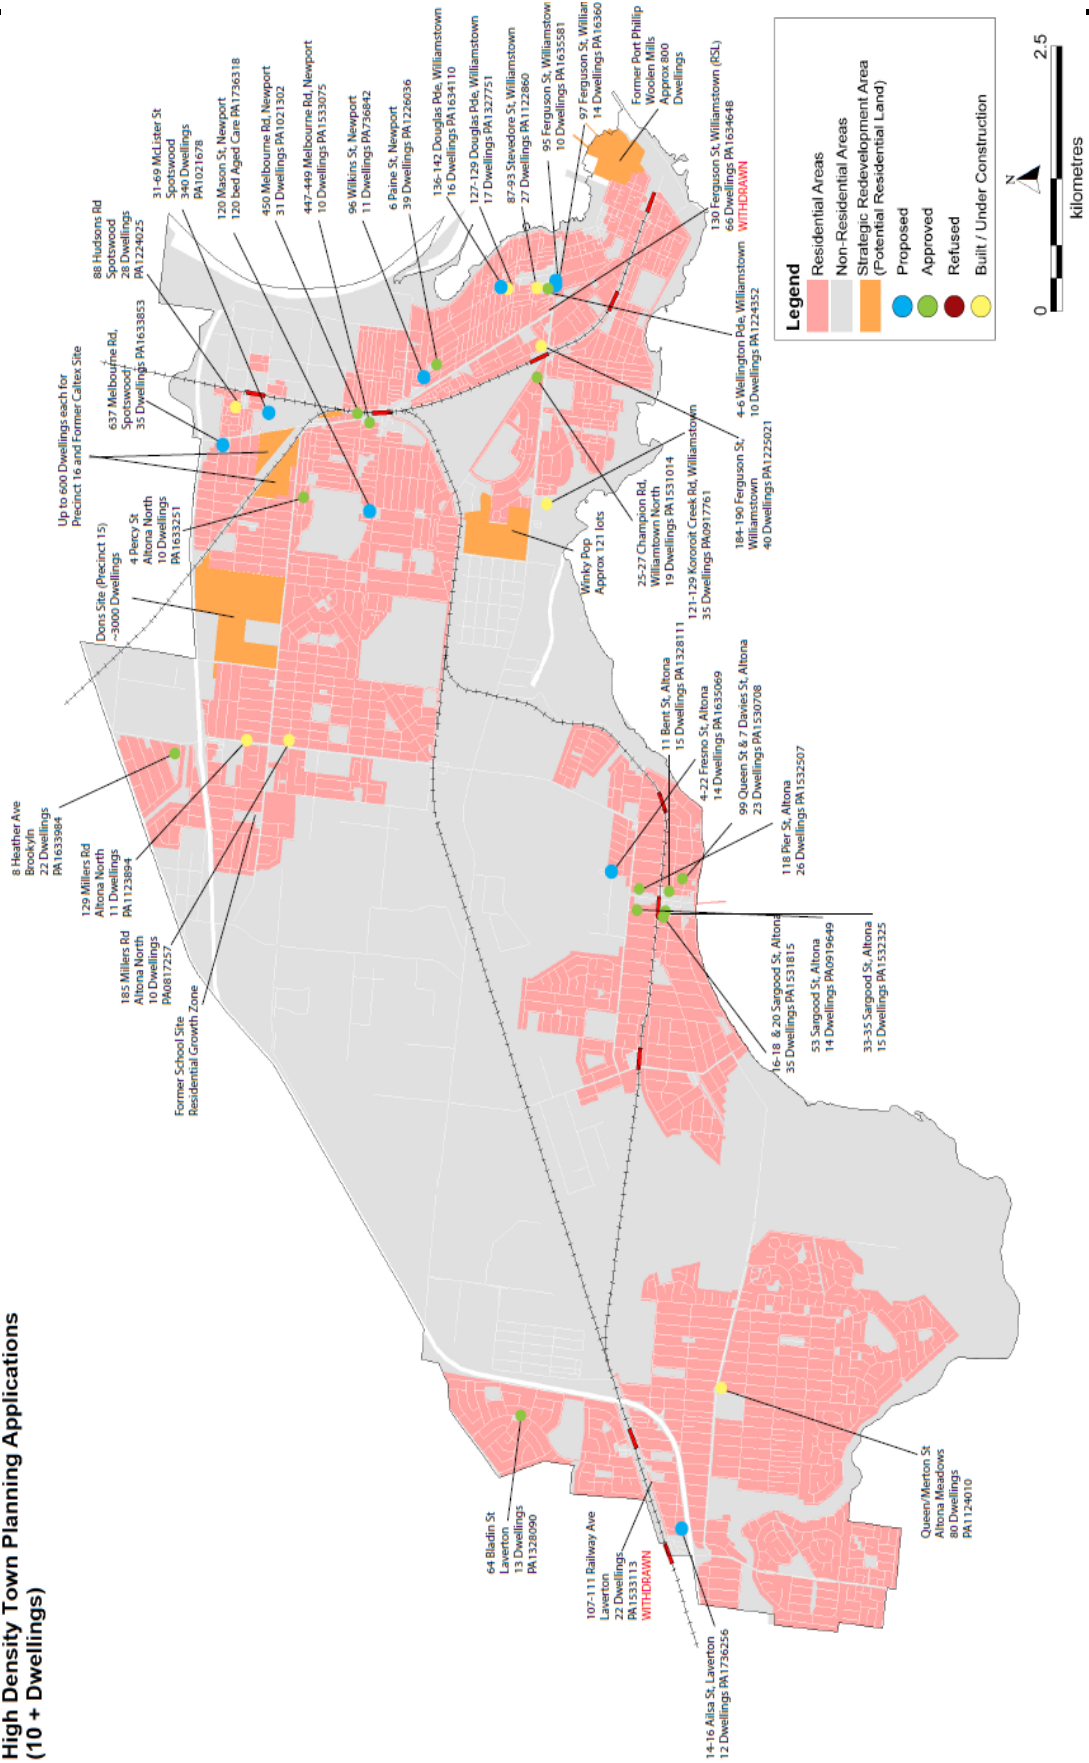 High Density Town Planning Applications
(10 + Dwellings)
Up to 600 Dwellings each for
Precinct 16 and Former Caltex Site
637 Melbourne Rd,
Spotswood
35 Dwellings PA1633853
88 Hudsons Rd
Spotswood
28 Dwellings
PA1224025
31-69 McLister St
Spotswood
340 Dwellings
PA1021678
120 Mason St, Newport
120 bed Aged Care PA1736318
450 Melbourne Rd, Newport
31 Dwellings PA1021302
447-449 Melbourne Rd, Newport
10 Dwellings PA1533075
96 Wilkins St, Newport
11 Dwellings PA736842
6 Paine St, Newport
39 Dwellings PA1226036
136-142 Douglas Pde, Williamstown
16 Dwellings PA1634110
127-129 Douglas Pde, Williamstown
17 Dwellings PA1327751
87-93 Stevedore St, Williamstown
27 Dwellings PA1122860
95 Ferguson St, Williamstown
10 Dwellings PA1635581
97 Ferguson St, William
14 Dwellings PA16360
Former Port Phillip
Woolen Mills
Approx 800
Dwellings
130 Ferguson St, Williamstown (RSL)
66 Dwellings PA1634648
WITHDRAWN
4-6 Wellington Pde, Williamstown
10 Dwellings PA1224352
184-190 Ferguson St,
Williamstown
40 Dwellings PA1225021
121-129 Kororoit Creek Rd, Williamstown
35 Dwellings PA0917761
25-27 Champion Rd,
Williamtown North
19 Dwellings PA1531014
Winky Pop
Approx 121 lots
Dons Site (Precinct 15)
~3000 Dwellings
4 Percy St
Altona North
10 Dwellings
PA1633251
8 Heather Ave
Brookyln
22 Dwellings
PA1633984
129 Millers Rd
Altona North
11 Dwellings
PA1123894
185 Millers Rd
Altona North
10 Dwellings
PA0817257
Former School Site
Residential Growth Zone
11 Bent St, Altona
15 Dwellings PA1328111
4-22 Fresno St, Altona
14 Dwellings PA1635069
99 Queen St & 7 Davies St, Altona
23 Dwellings PA1530708
118 Pier St, Altona
26 Dwellings PA1532507
16-18 & 20 Sargood St, Altona
35 Dwellings PA1531815
53 Sargood St, Altona
14 Dwellings PA0919649
33-35 Sargood St, Altona
15 Dwellings PA1532325
64 Bladin St
Laverton
13 Dwellings
PA1328090
107-111 Railway Ave
Laverton
22 Dwellings
PA1533113
WITHDRAWN
14-16 Ailsa St, Laverton
12 Dwellings PA1736256
Queen/Merton St
Altona Meadows
80 Dwellings
PA1124010
Legend
Residential Areas
Non-Residential Areas
Strategic Redevelopment Area
(Potential Residential Land)
Proposed
Approved
Refused
Built / Under Construction
N
0
2.5
kilometres